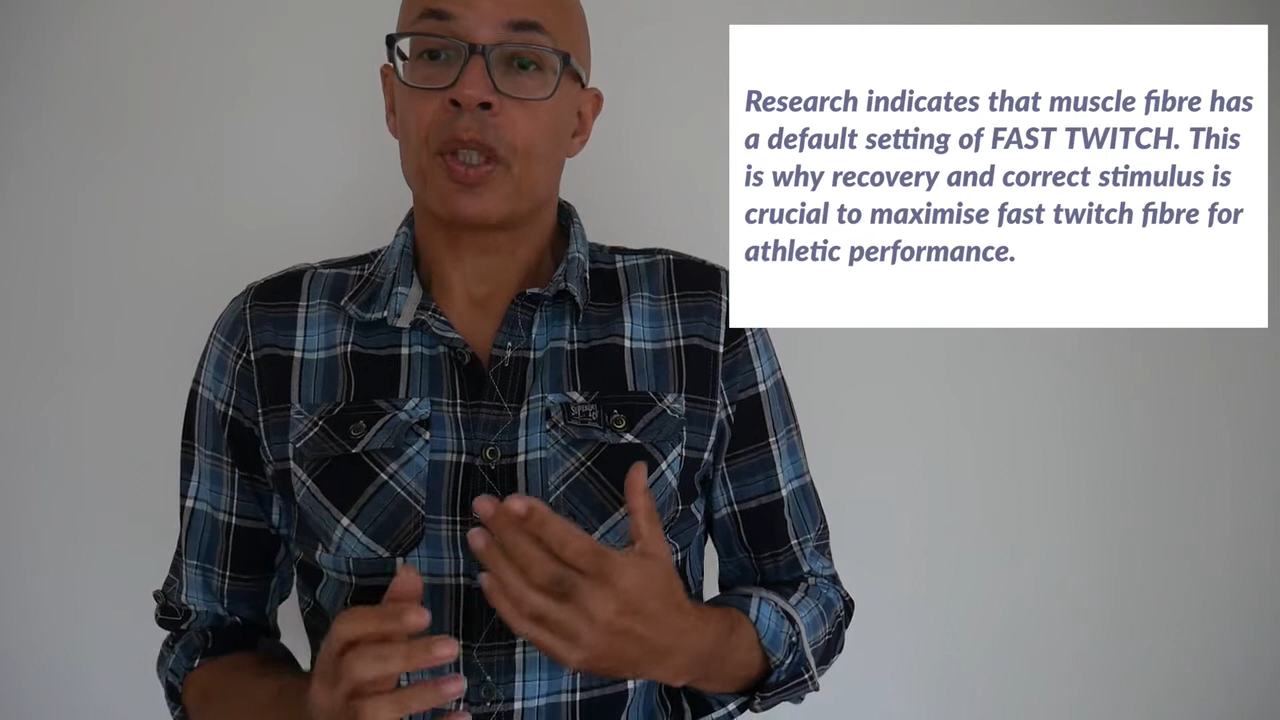 Research indicates that muscle fibre has
a default setting of FAST TWITCH. This
is why recovery and correct stimulus is
crucial to maximise fast twitch fibre for
athletic performance.